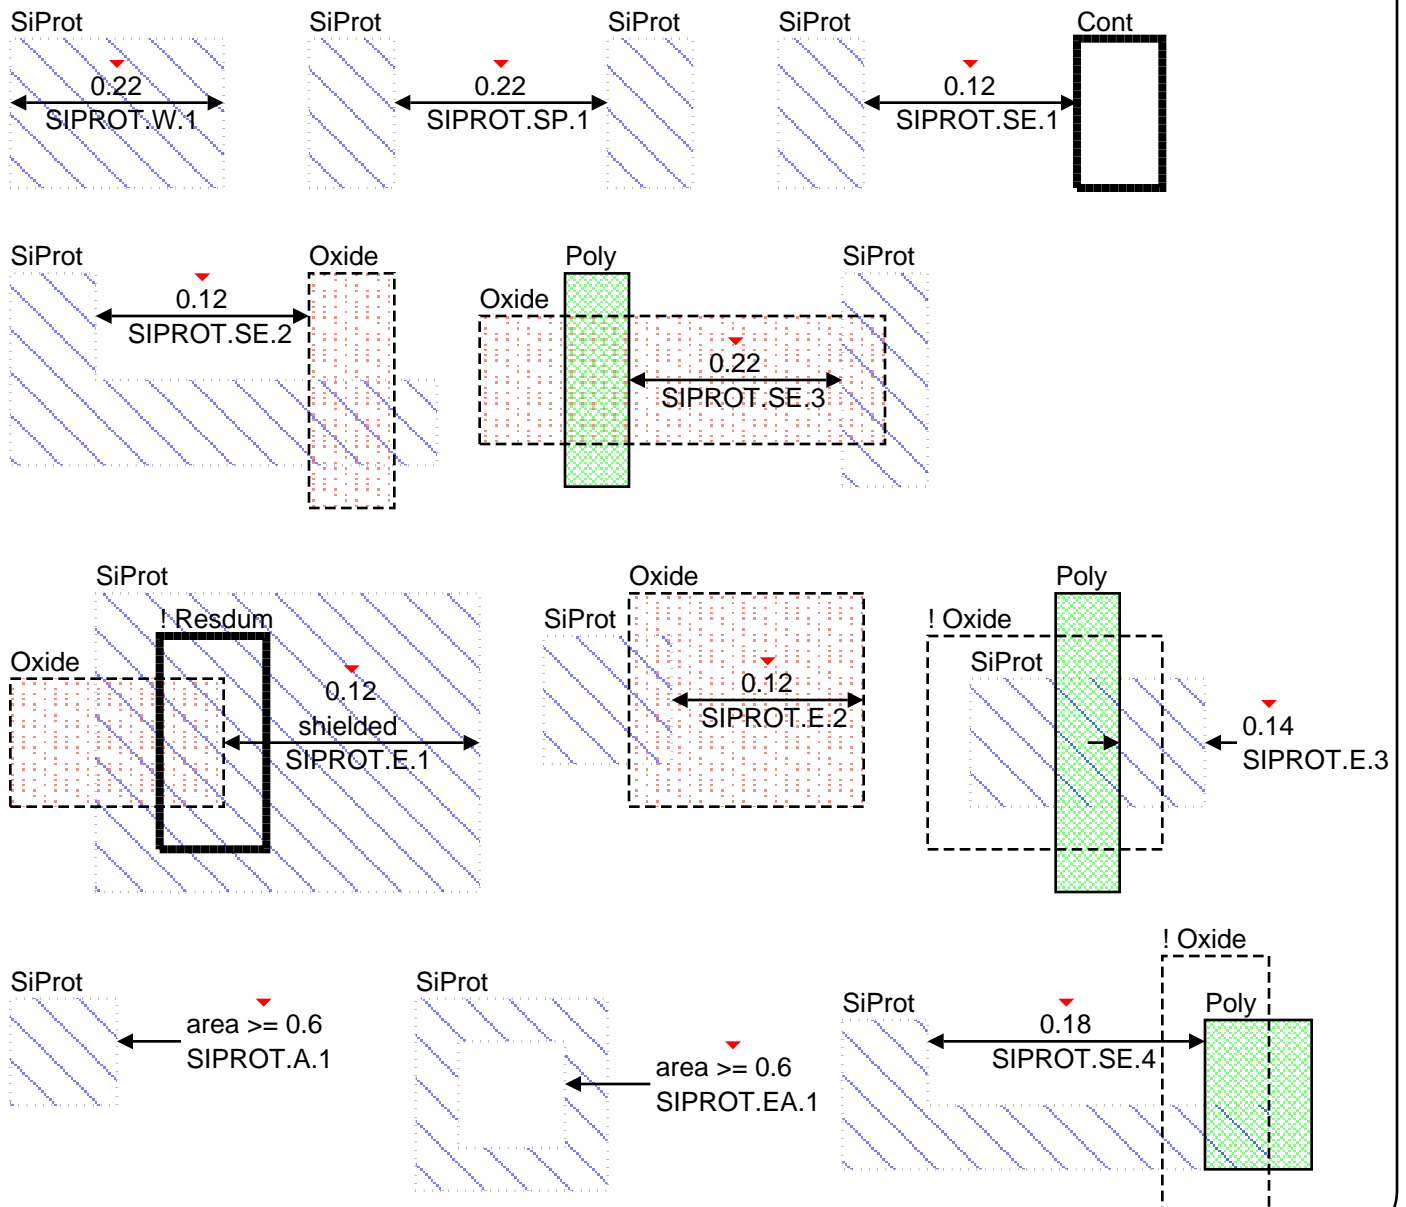 SiProt
0.22
SIPROT.W.1
SiProt
SiProt
0.22
SIPROT.SP.1
SiProt
Cont
0.12
SIPROT.SE.1
SiProt
Oxide
0.12
SIPROT.SE.2
Poly
SiProt
Oxide
0.22
SIPROT.SE.3
SiProt
! Resdum
Oxide
0.12
shielded
SIPROT.E.1
Oxide
SiProt
0.12
SIPROT.E.2
Poly
! Oxide
SiProt
0.14
SIPROT.E.3
SiProt
area >= 0.6
SIPROT.A.1
SiProt
area >= 0.6
SIPROT.EA.1
! Oxide
SiProt
Poly
0.18
SIPROT.SE.4